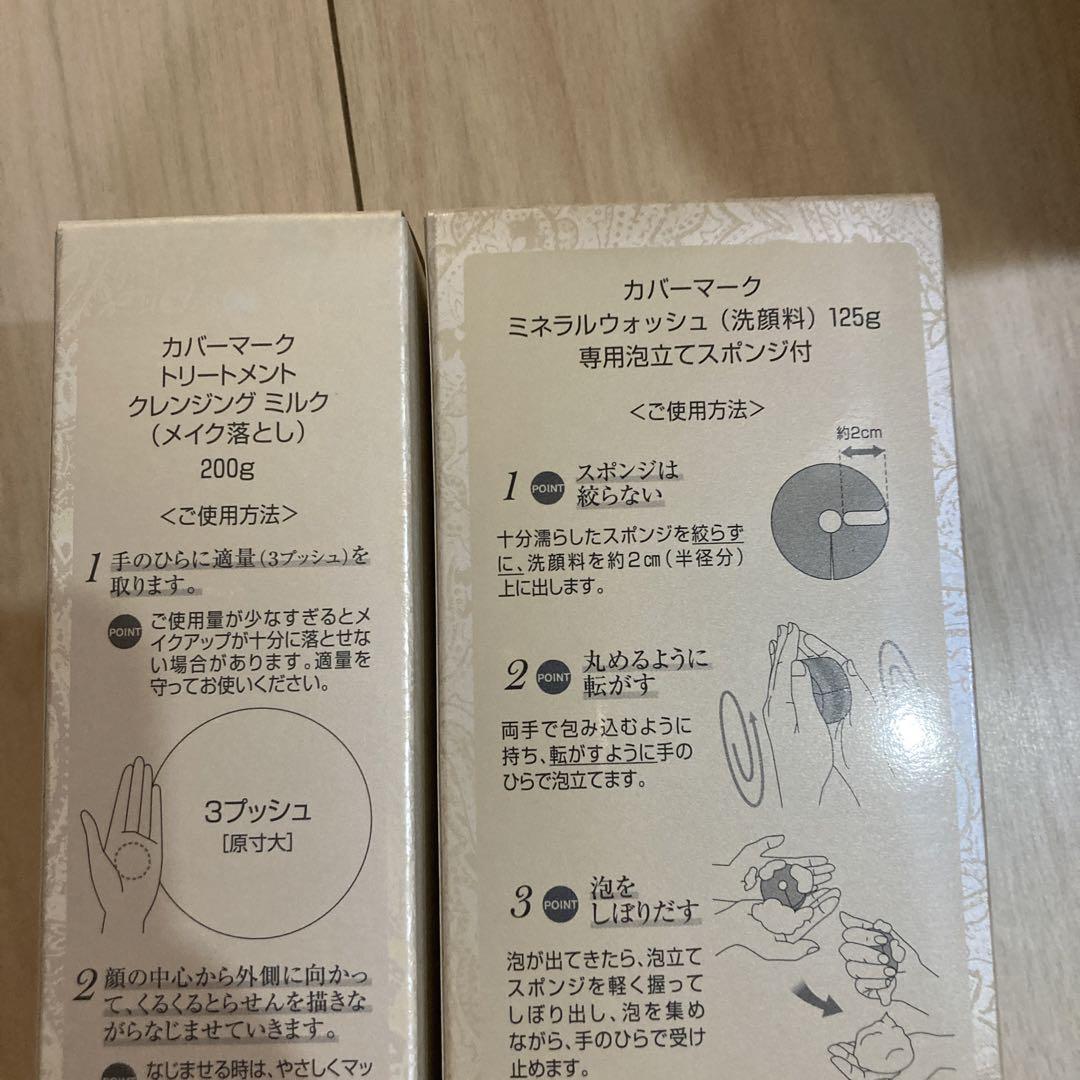 カバーマーク
トリートメント
クレンジング ミルク
（メイク落とし）
200g
＜ご使用方法＞
1 手のひらに適量（3プッシュ）を
取ります。
POINT ご使用量が少なすぎるとメ
イクアップが十分に落とせな
い場合があります。適量を
守ってお使いください。
3プッシュ
［原寸大］
2 顔の中心から外側に向かっ
て、くるくるとらせんを描きな
がらなじませていきます。
POINT なじませる時は、やさしくマッ
カバーマーク
ミネラルウォッシュ（洗顔料）125g
専用泡立てスポンジ付
＜ご使用方法＞
約2cm
1 POINT スポンジは
絞らない
十分濡らしたスポンジを絞らず
に、洗顔料を約2㎝（半径分）
上に出します。
2 POINT 丸めるように
転がす
両手で包み込むように
持ち、転がすように手の
ひらで泡立てます。
3 POINT 泡を
しぼりだす
泡が出てきたら、泡立て
スポンジを軽く握って
しぼり出し、泡を集め
ながら、手のひらで受け
止めます。